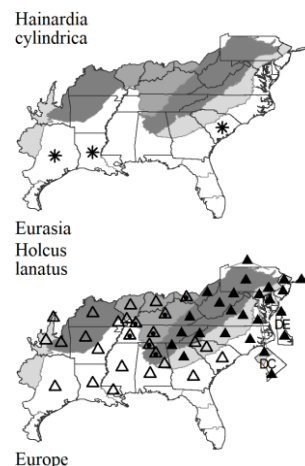 Hainardia
cylindrica
Eurasia
Holcus
lanatus
DE
DC
Europe